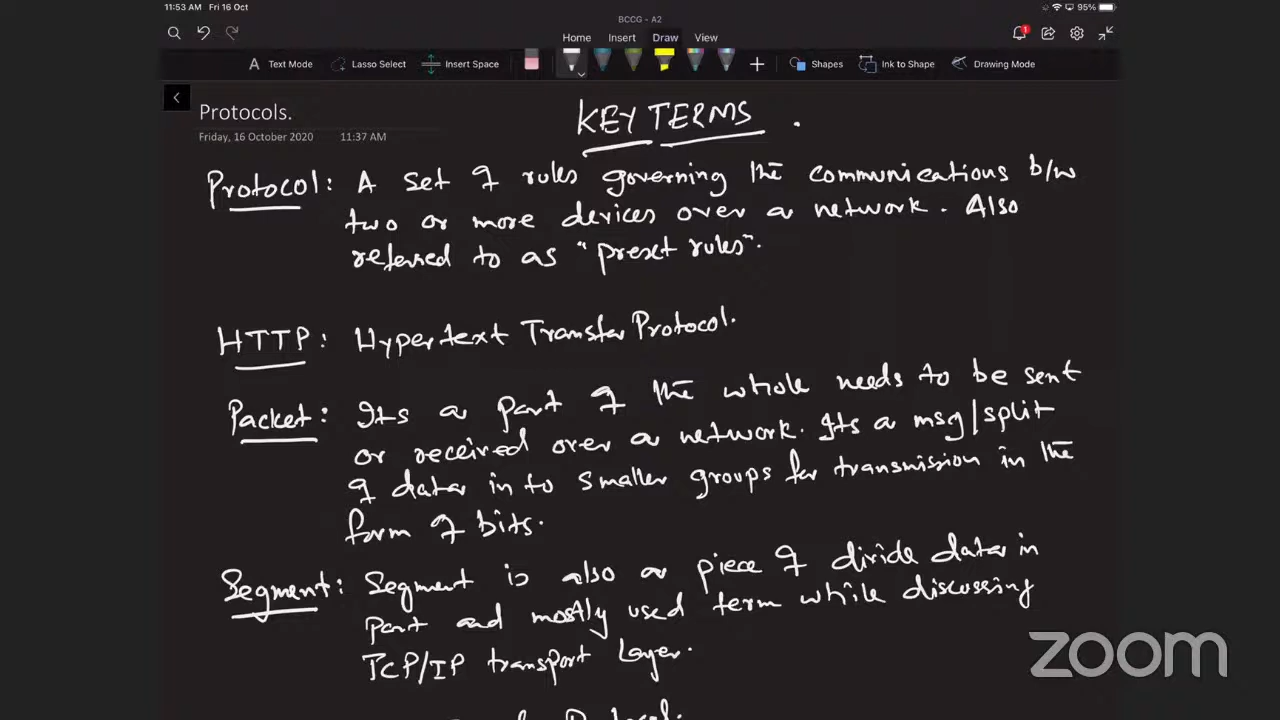 11:53 AM Fri 16 Oct
95%
BCCG - A2
Home Insert Draw View
1
Text Mode Lasso Select Insert Space Shapes Ink to Shape Drawing Mode
Protocols.
Friday, 16 October 2020 11:37 AM
KEY TERMS .
Protocol: A set of rules governing the communications b/w
two or more devices over a network. Also
referred to as "preset rules".
HTTP: Hypertext Transfer Protocol.
Packet: Its a part of the whole needs to be sent
or received over a network. Its a msg/split
of data in to smaller groups for transmission in the
form of bits.
Segment: Segment is also a piece of divide data in
part and mostly used term while discussing
TCP/IP transport Layer.
Protocol.
zoom